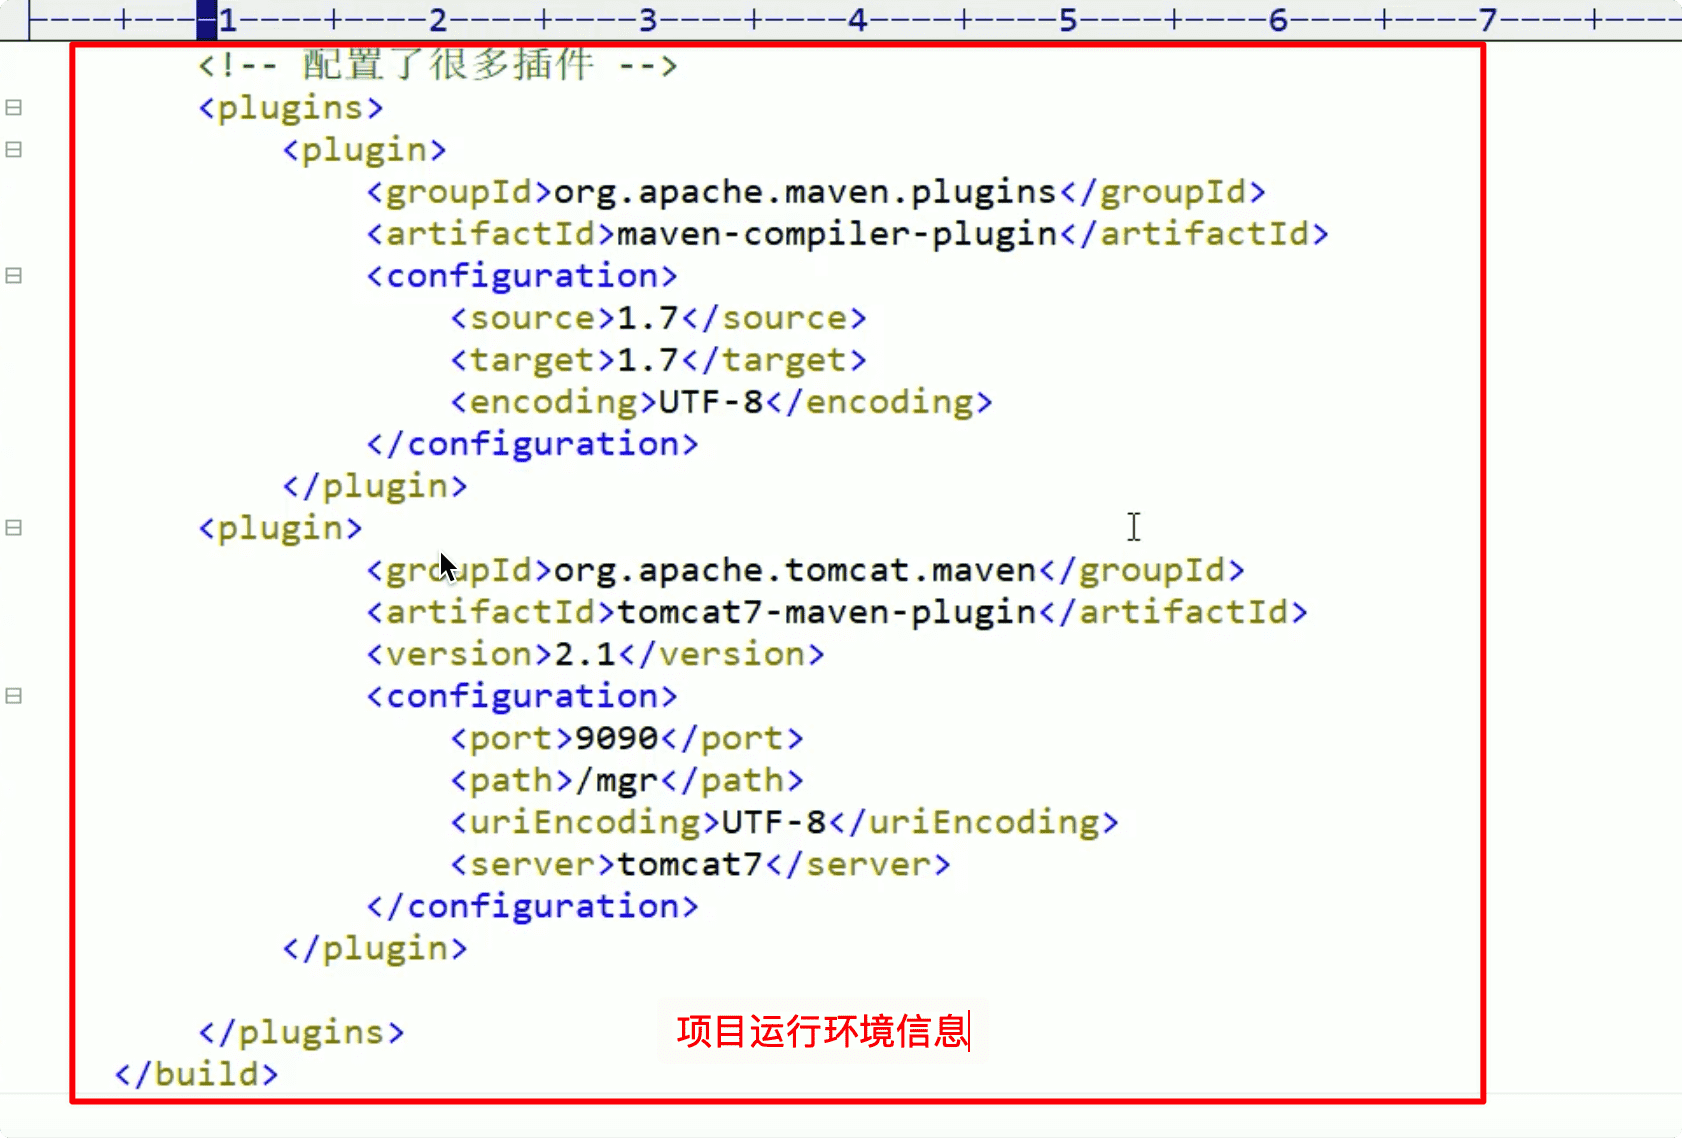 ----+----1----+----2----+----3----+----4----+----5----+----6----+----7----+----
<!-- 配置了很多插件 -->
<plugins>
<plugin>
<groupId>org.apache.maven.plugins</groupId>
<artifactId>maven-compiler-plugin</artifactId>
<configuration>
<source>1.7</source>
<target>1.7</target>
<encoding>UTF-8</encoding>
</configuration>
</plugin>
<plugin>
<groupId>org.apache.tomcat.maven</groupId>
<artifactId>tomcat7-maven-plugin</artifactId>
<version>2.1</version>
<configuration>
<port>9090</port>
<path>/mgr</path>
<uriEncoding>UTF-8</uriEncoding>
<server>tomcat7</server>
</configuration>
</plugin>
</plugins>
项目运行环境信息
</build>